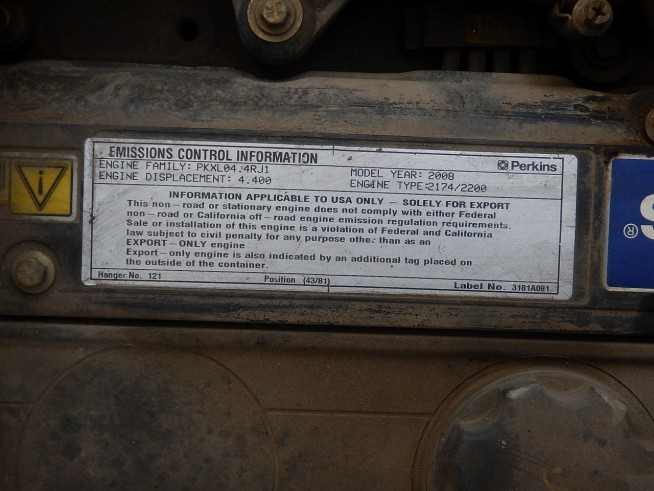 EMISSIONS CONTROL INFORMATION
Perkins
ENGINE FAMILY: PKXL04.4RJ1
MODEL YEAR: 2008
ENGINE DISPLACEMENT: 4.400
ENGINE TYPE:2174/2200
INFORMATION APPLICABLE TO USA ONLY – SOLELY FOR EXPORT
This non–road or stationary engine does not comply with either Federal
non–road or California off–road engine emission regulation requirements.
Sale or installation of this engine is a violation of Federal and California
law subject to civil penalty for any purpose other than as an
EXPORT–ONLY engine
Export–only engine is also indicated by an additional tag placed on
the outside of the container.
Hanger No. 121
Position (43/81)
Label No. 3181A081
S
®